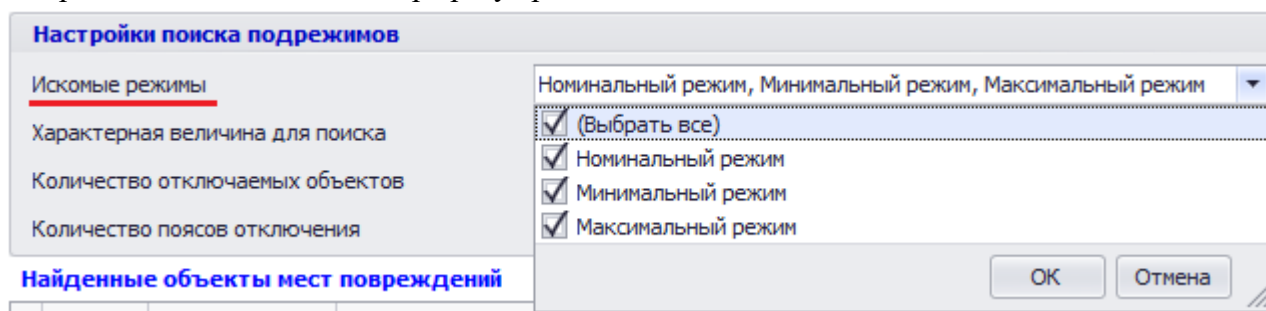 Настройки поиска подрежимов
Искомые режимы Номинальный режим, Минимальный режим, Максимальный режим
(Выбрать все)
Характерная величина для поиска
Номинальный режим
Количество отключаемых объектов
Минимальный режим
Количество поясов отключения
Максимальный режим
Найденные объекты мест повреждений
ОК Отмена